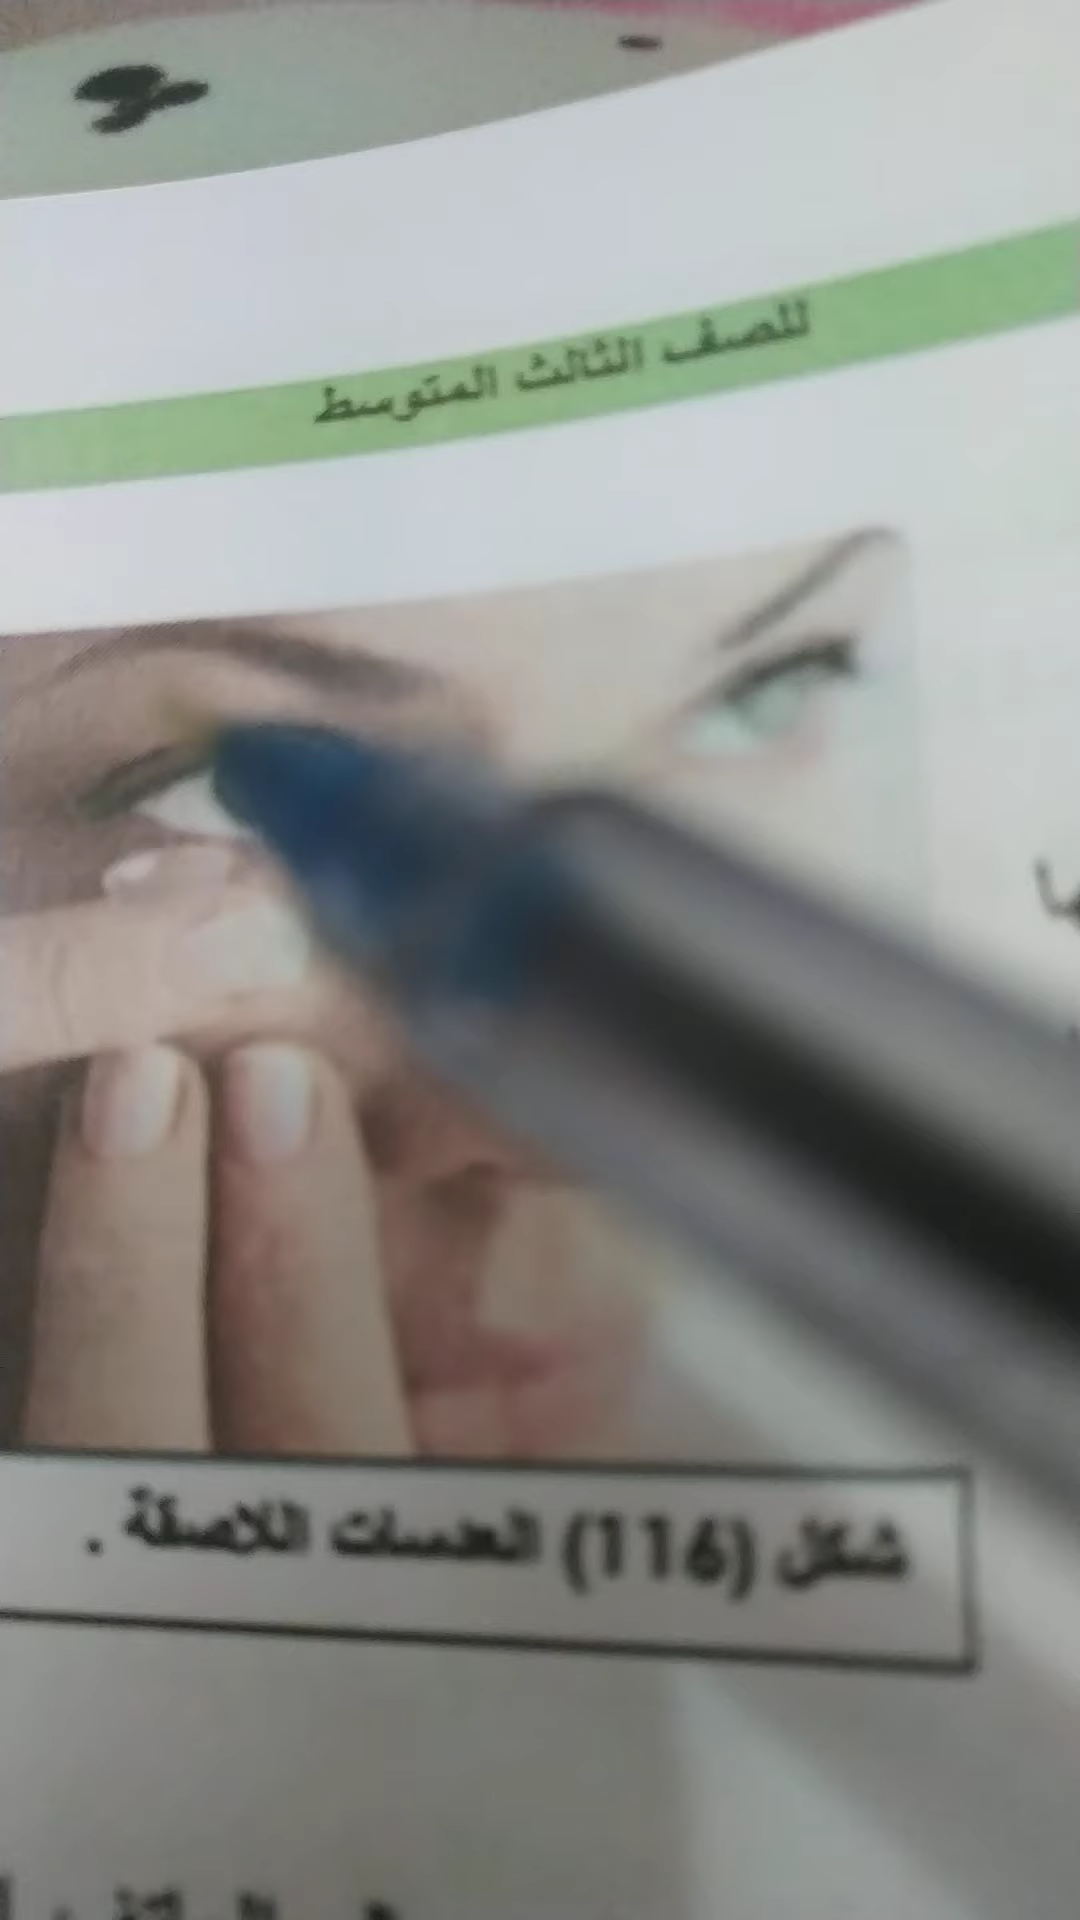 للصف الثالث المتوسط
شكل (116) العدسات اللاصقة .